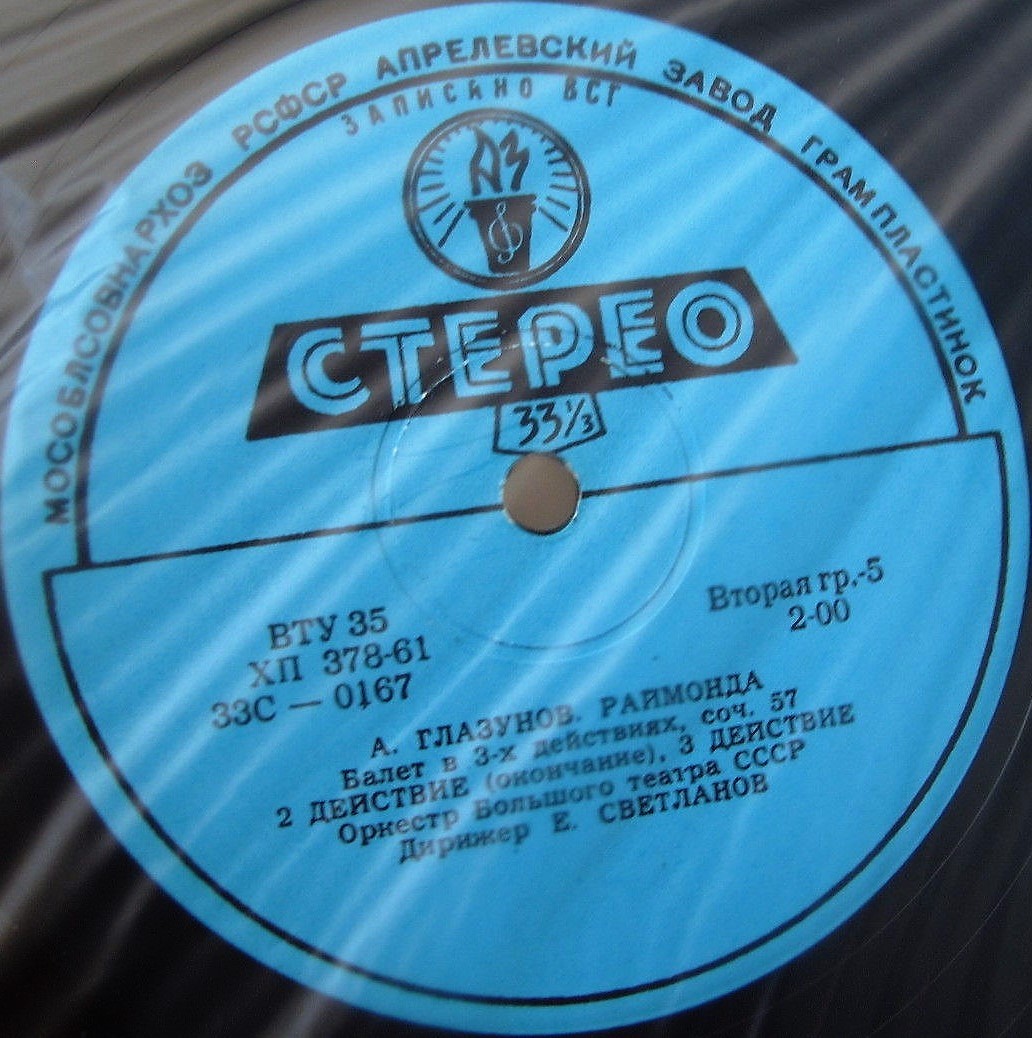 МОСОБЛСОВНАРХОЗ РСФСР АПРЕЛЕВСКИЙ ЗАВОД ГРАМПЛАСТИНОК
ЗАПИСАНО ВСГ
АЗ
СТЕРЕО
33⅓
ВТУ 35
ХП 378-61
33С — 0167
Вторая гр.-5
2-00
А. ГЛАЗУНОВ. РАЙМОНДА
Балет в 3-х действиях, соч. 57
2 ДЕЙСТВИЕ (окончание), 3 ДЕЙСТВИЕ
Оркестр Большого театра СССР
Дирижер Е. СВЕТЛАНОВ